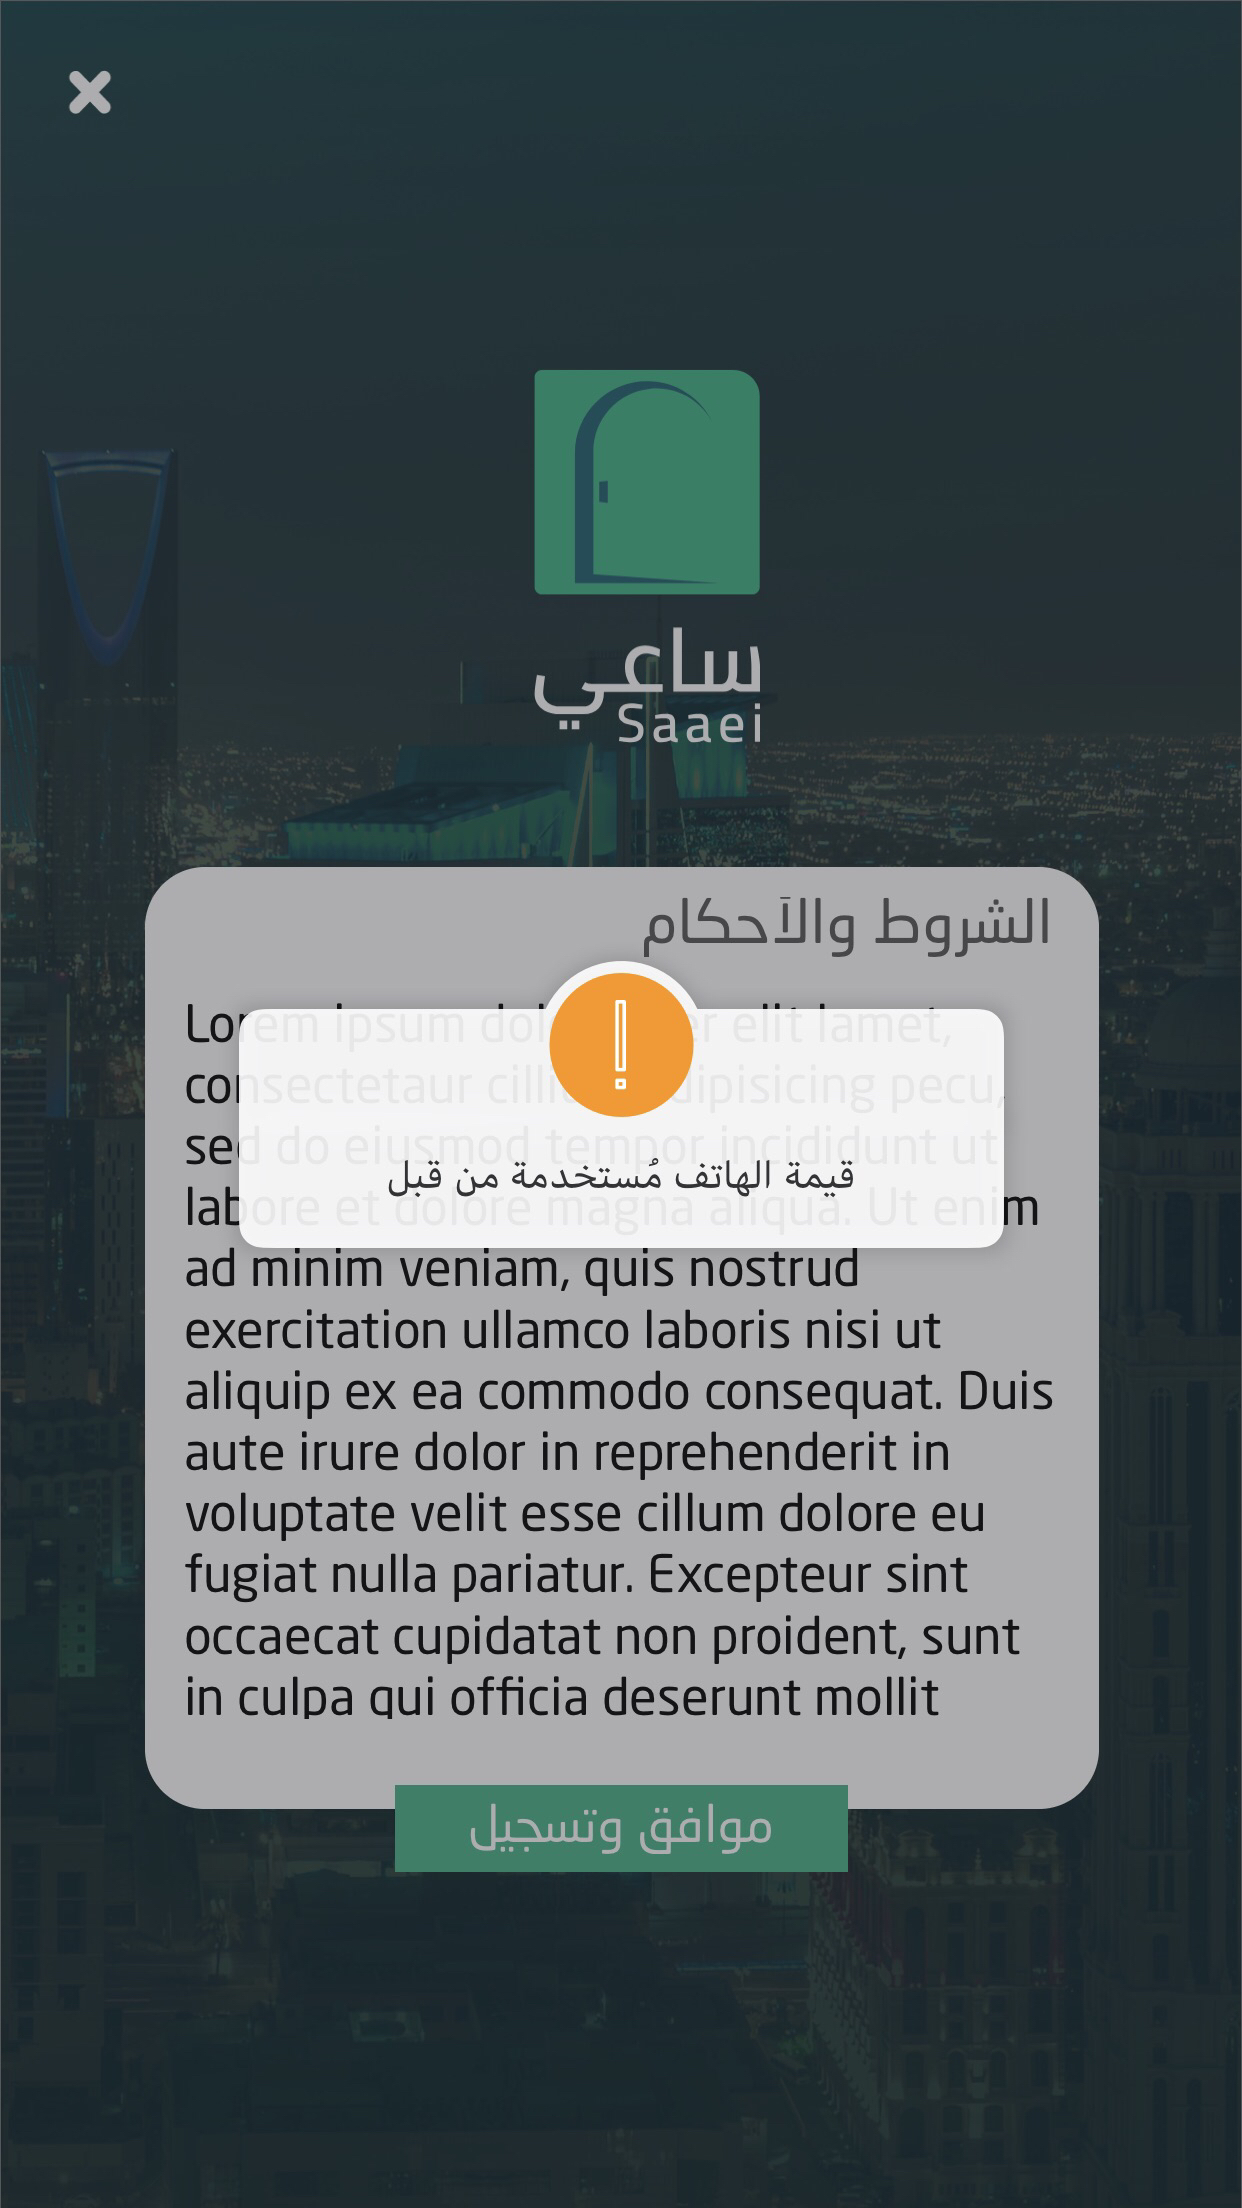 ساعي
Saaei
الشروط والأحكام
Lorem ipsum dol er elit lamet,
consectetaur cilli dipisicing pecu,
sed do eiusmod tempor incididunt ut
labore et dolore magna aliqua. Ut enim
قيمة الهاتف مُستخدمة من قبل
ad minim veniam, quis nostrud
exercitation ullamco laboris nisi ut
aliquip ex ea commodo consequat. Duis
aute irure dolor in reprehenderit in
voluptate velit esse cillum dolore eu
fugiat nulla pariatur. Excepteur sint
occaecat cupidatat non proident, sunt
in culpa qui officia deserunt mollit
موافق وتسجيل